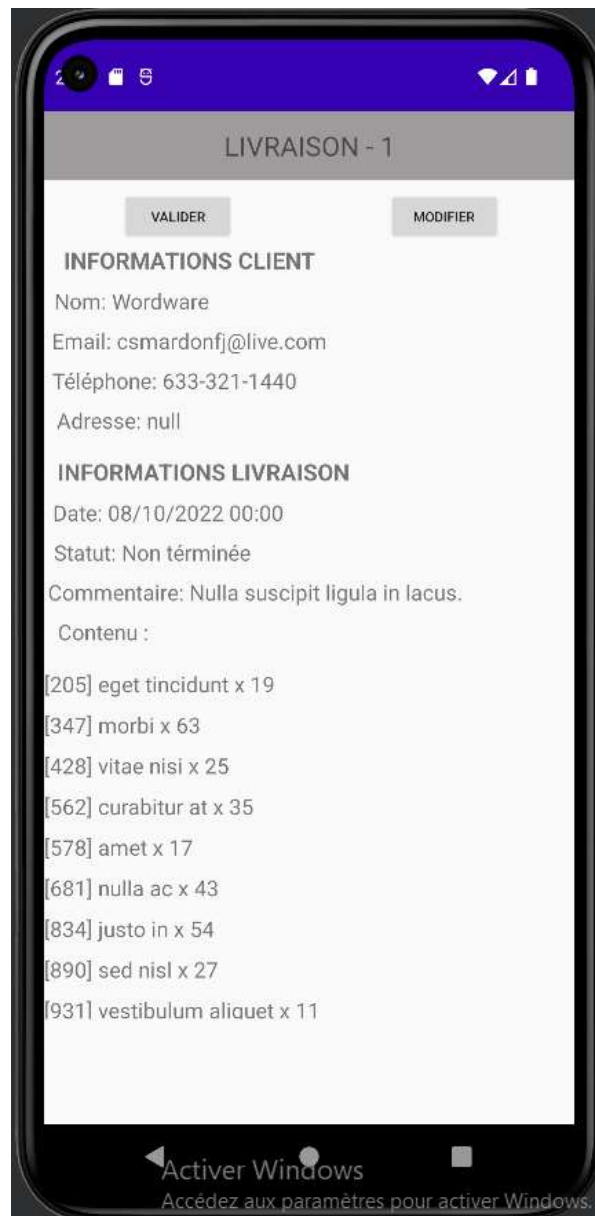 LIVRAISON - 1
VALIDER MODIFIER
INFORMATIONS CLIENT
Nom: Wordware
Email: csmardonfj@live.com
Téléphone: 633-321-1440
Adresse: null
INFORMATIONS LIVRAISON
Date: 08/10/2022 00:00
Statut: Non términée
Commentaire: Nulla suscipit ligula in lacus.
Contenu :
[205] eget tincidunt x 19
[347] morbi x 63
[428] vitae nisi x 25
[562] curabitur at x 35
[578] amet x 17
[681] nulla ac x 43
[834] justo in x 54
[890] sed nisl x 27
[931] vestibulum aliquet x 11
Activer Windows
Accédez aux paramètres pour activer Windows.